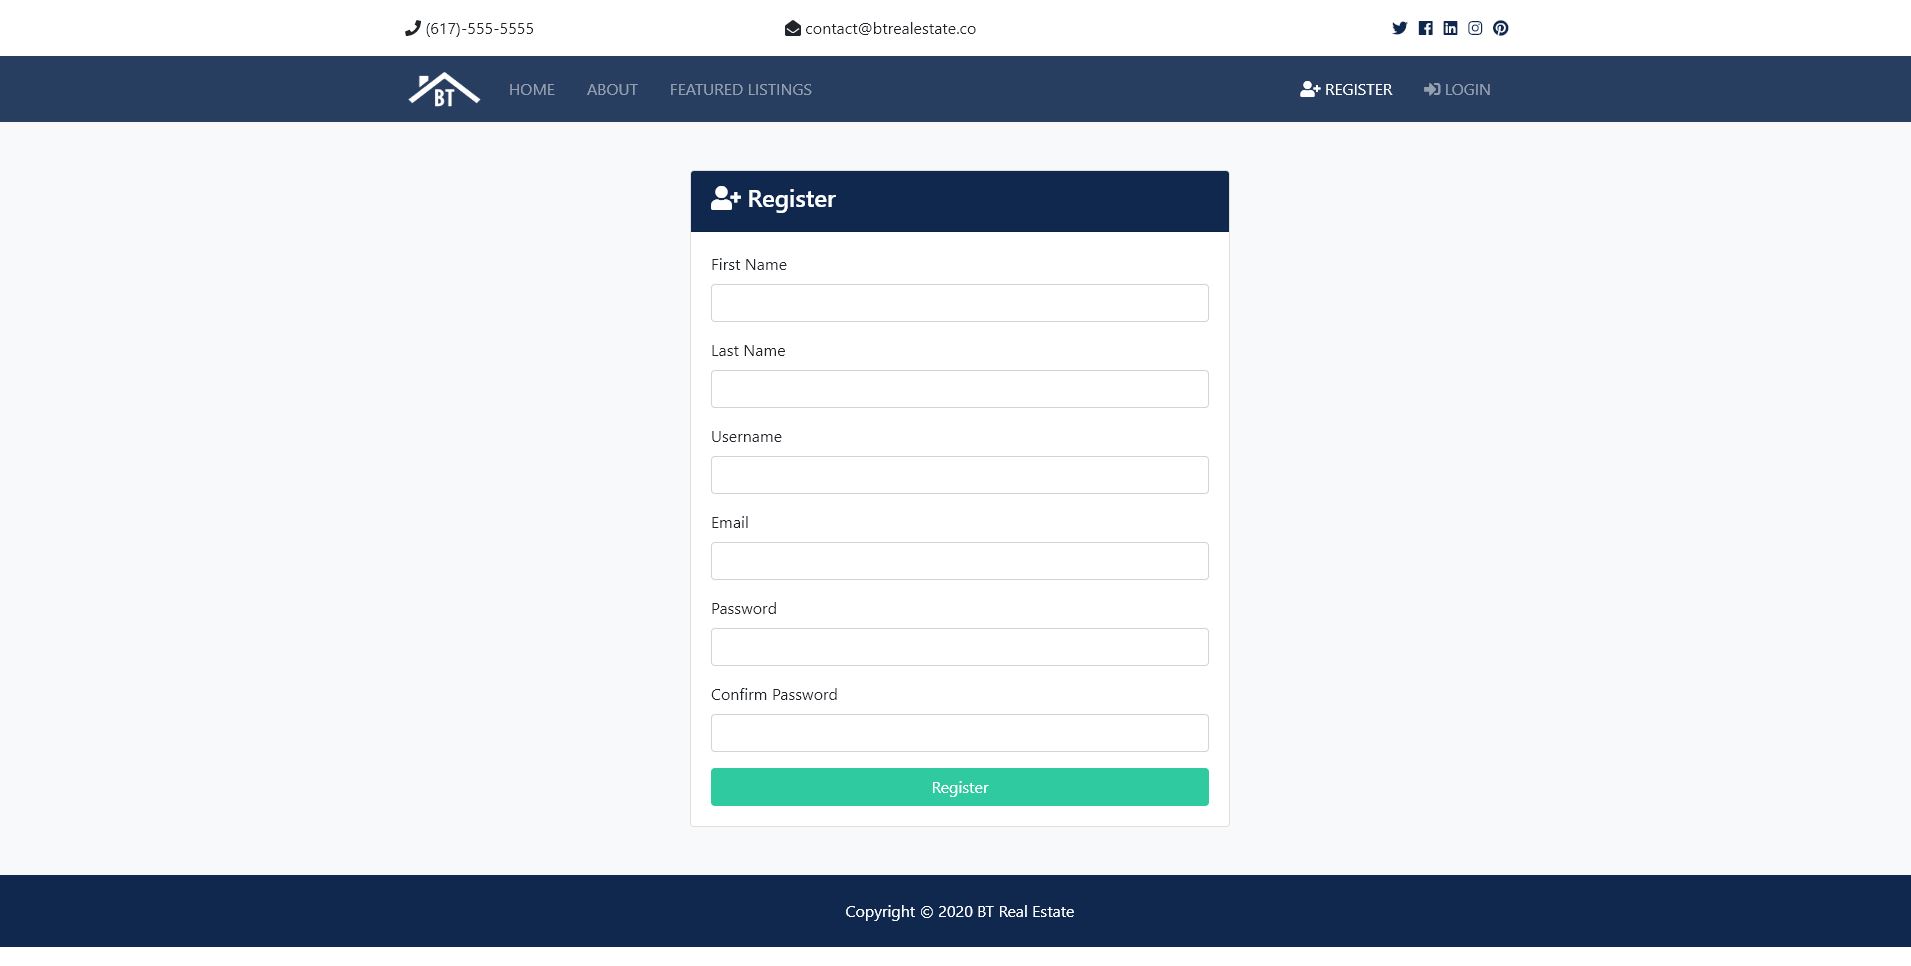 (617)-555-5555
contact@btrealestate.co
BT
HOME
ABOUT
FEATURED LISTINGS
REGISTER
LOGIN
Register
First Name
Last Name
Username
Email
Password
Confirm Password
Register
Copyright © 2020 BT Real Estate